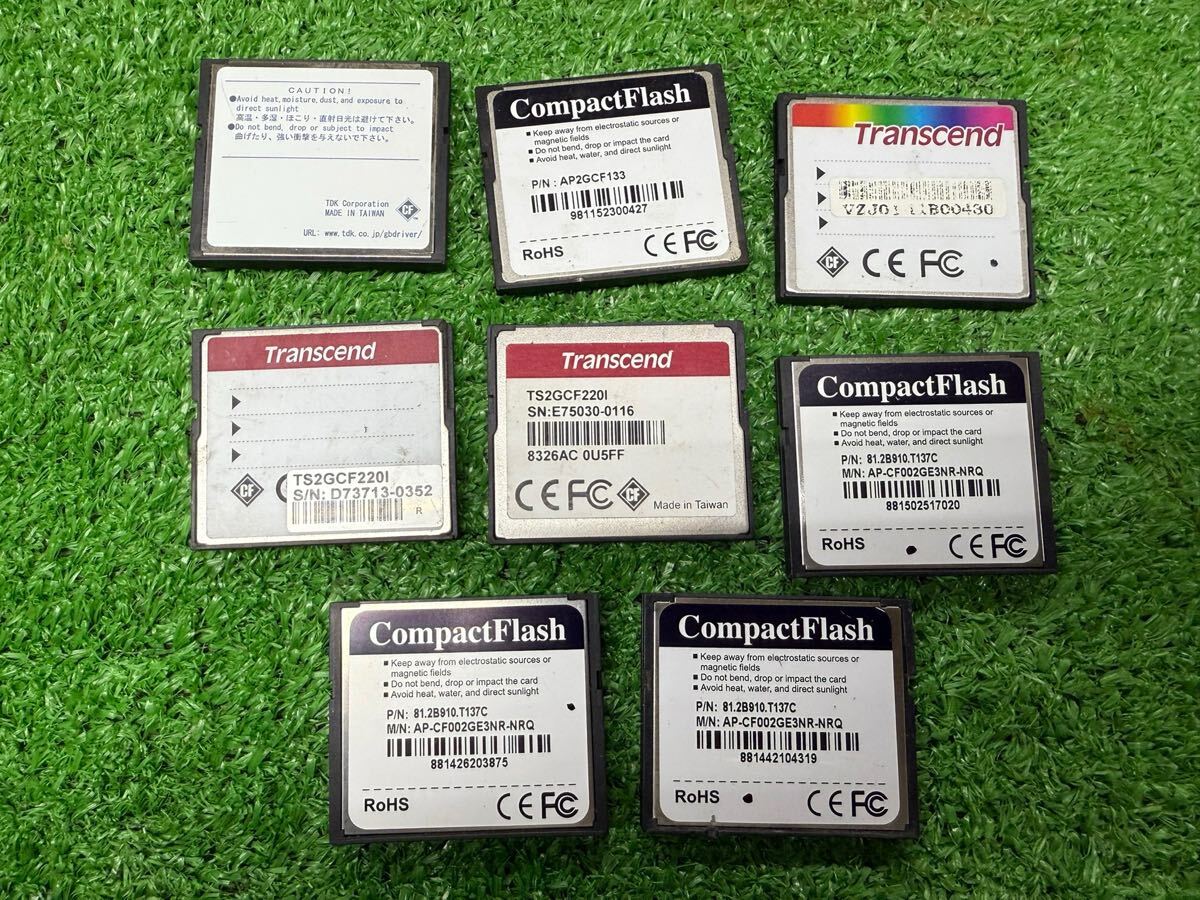 CAUTION!
●Avoid heat, moisture, dust, and exposure to
direct sunlight
高温・多湿・ほこり・直射日光は避けて下さい。
●Do not bend, drop or subject to impact
曲げたり、強い衝撃を与えないで下さい。
TDK Corporation
MADE IN TAIWAN
CF
URL: www.tdk.co.jp/gbdriver/
CompactFlash
■ Keep away from electrostatic sources or
magnetic fields
■ Do not bend, drop or impact the card
■ Avoid heat, water, and direct sunlight
P/N : AP2GCF133
981152300427
RoHS
CE FC
Transcend
CF CE FC
Transcend
CF
TS2GCF220I
S/N: D73713-0352
R
Transcend
TS2GCF220I
SN:E75030-0116
8326AC 0U5FF
CE FC CF
Made in Taiwan
CompactFlash
■ Keep away from electrostatic sources or
magnetic fields
■ Do not bend, drop or impact the card
■ Avoid heat, water, and direct sunlight
P/N: 81.2B910.T137C
M/N: AP-CF002GE3NR-NRQ
881502517020
RoHS
CE FC
CompactFlash
■ Keep away from electrostatic sources or
magnetic fields
■ Do not bend, drop or impact the card
■ Avoid heat, water, and direct sunlight
P/N: 81.2B910.T137C
M/N: AP-CF002GE3NR-NRQ
881426203875
RoHS
CE FC
CompactFlash
■ Keep away from electrostatic sources or
magnetic fields
■ Do not bend, drop or impact the card
■ Avoid heat, water, and direct sunlight
P/N: 81.2B910.T137C
M/N: AP-CF002GE3NR-NRQ
881442104319
RoHS
CE FC